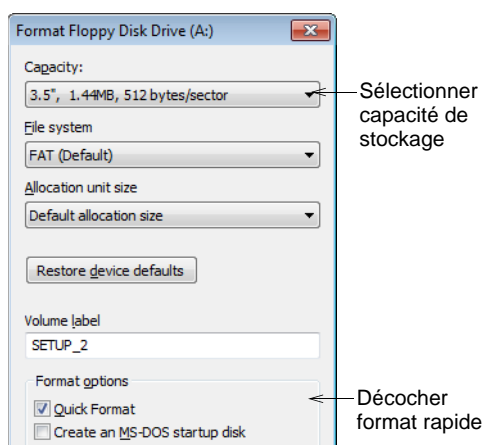 Format Floppy Disk Drive (A:)
Capacity:
3.5", 1.44MB, 512 bytes/sector
Sélectionner
capacité de
stockage
File system
FAT (Default)
Allocation unit size
Default allocation size
Restore device defaults
Volume label
SETUP_2
Format options
Décocher
format rapide
Quick Format
Create an MS-DOS startup disk